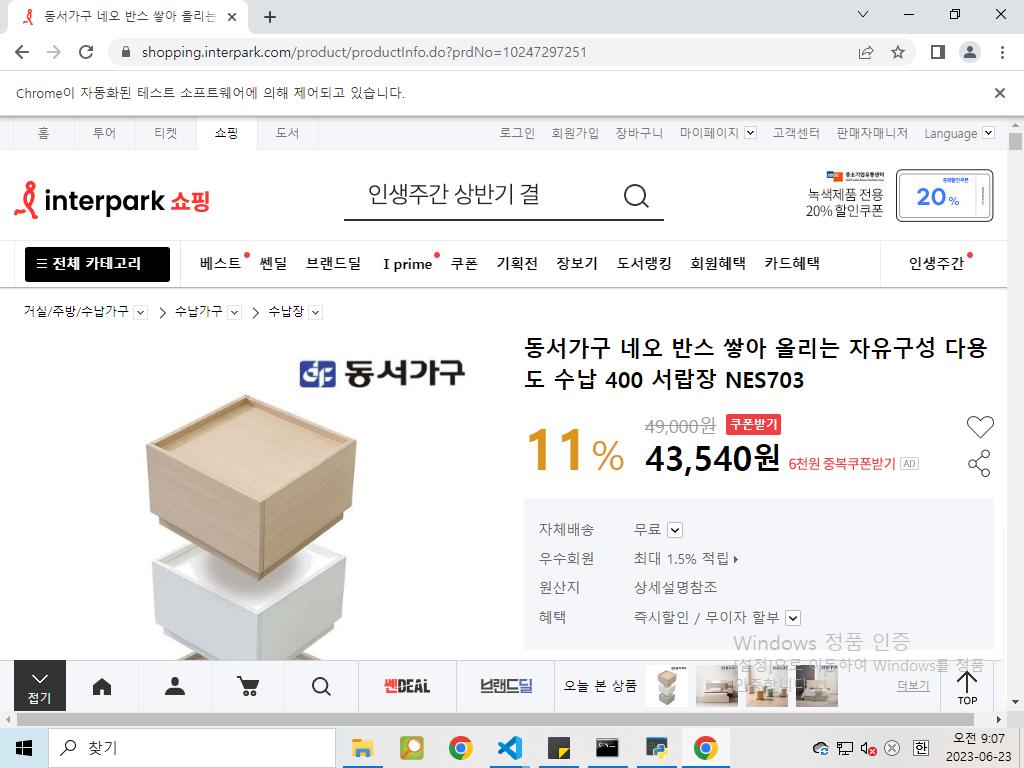 동서가구 네오 반스 쌓아 올리는
shopping.interpark.com/product/productInfo.do?prdNo=10247297251
Chrome이 자동화된 테스트 소프트웨어에 의해 제어되고 있습니다.
홈 투어 티켓 쇼핑 도서 로그인 회원가입 장바구니 마이페이지 고객센터 판매자매니저 Language
interpark 쇼핑
인생주간 상반기 결
중소기업유통센터
녹색제품 전용
20% 할인쿠폰
중복할인쿠폰
20%
전체 카테고리 베스트 쎈딜 브랜드딜 I prime 쿠폰 기획전 장보기 도서랭킹 회원혜택 카드혜택 인생주간
거실/주방/수납가구 수납가구 수납장
동서가구
동서가구 네오 반스 쌓아 올리는 자유구성 다용
도 수납 400 서랍장 NES703
11%
49,000원 쿠폰받기
43,540원 6천원 중복쿠폰받기 AD
자체배송 무료
우수회원 최대 1.5% 적립
원산지 상세설명참조
혜택 즉시할인 / 무이자 할부
Windows 정품 인증
[설정]으로 이동하여 Windows를 정품
인증합니다.
접기
쎈DEAL
브랜드딜
오늘 본 상품
더보기
TOP
찾기
한
오전 9:07
2023-06-23